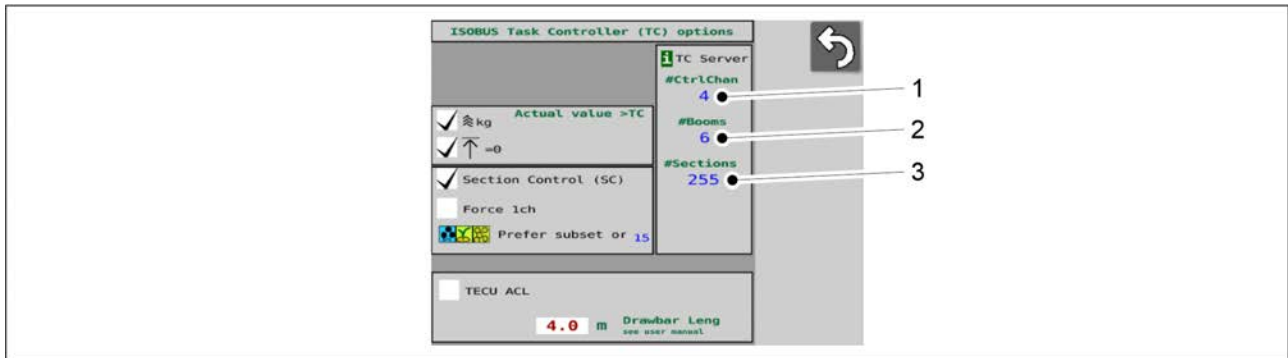 ISOBUS Task Controller (TC) options
TC Server
#CtrlChan
4
1
Actual value >TC
kg
#Booms
6
2
=0
#Sections
255
3
Section Control (SC)
Force 1ch
Prefer subset or 15
TECU ACL
4.0 m Drawbar Leng
see user manual